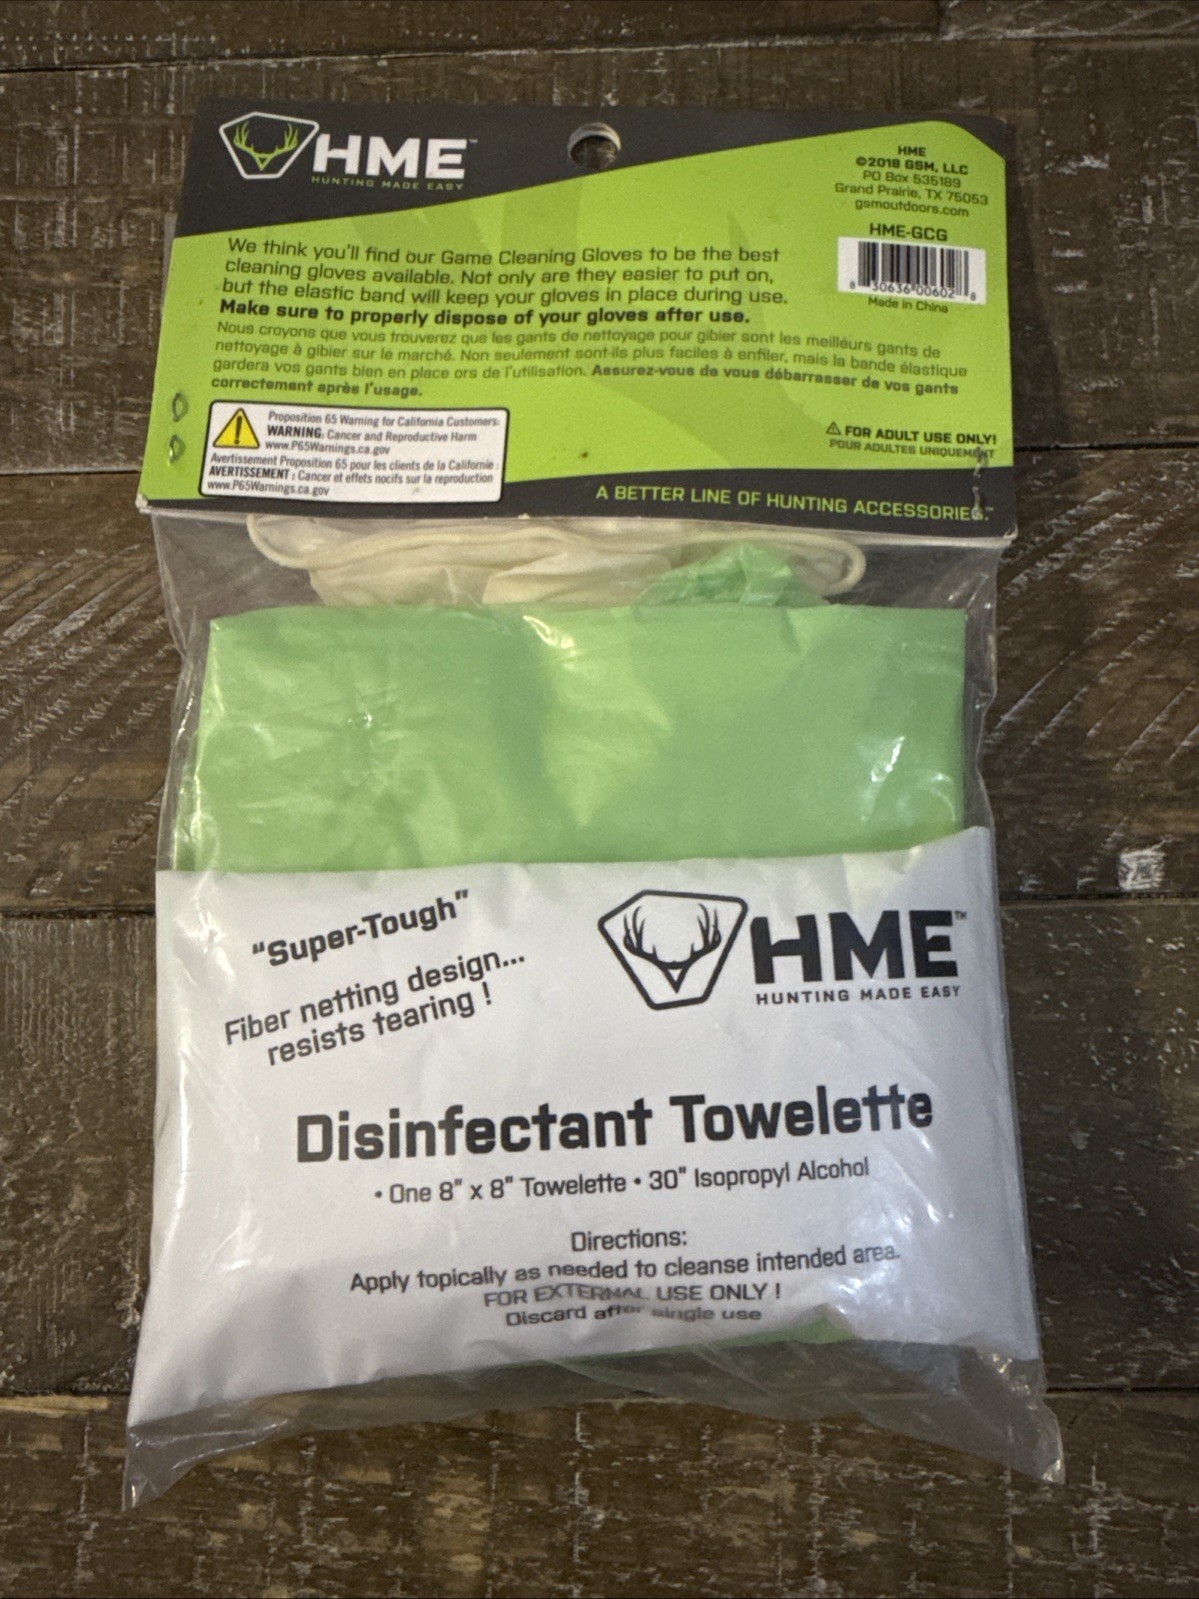 HME™
HUNTING MADE EASY
HME
©2018 GSM, LLC
PO Box 535189
Grand Prairie, TX 75053
gsmoutdoors.com
HME-GCG
8 30636 00602 8
Made in China
We think you'll find our Game Cleaning Gloves to be the best
cleaning gloves available. Not only are they easier to put on,
but the elastic band will keep your gloves in place during use.
Make sure to properly dispose of your gloves after use.
Nous croyons que vous trouverez que les gants de nettoyage pour gibier sont les meilleurs gants de
nettoyage à gibier sur le marché. Non seulement sont-ils plus faciles à enfiler, mais la bande élastique
gardera vos gants bien en place ors de l'utilisation. Assurez-vous de vous débarrasser de vos gants
correctement après l'usage.
Proposition 65 Warning for California Customers:
WARNING: Cancer and Reproductive Harm
www.P65Warnings.ca.gov
Avertissement Proposition 65 pour les clients de la Californie :
AVERTISSEMENT : Cancer et effets nocifs sur la reproduction
www.P65Warnings.ca.gov
FOR ADULT USE ONLY!
POUR ADULTES UNIQUEMENT
A BETTER LINE OF HUNTING ACCESSORIES.™
"Super-Tough"
Fiber netting design...
resists tearing !
HME™
HUNTING MADE EASY
Disinfectant Towelette
• One 8" x 8" Towelette • 30" Isopropyl Alcohol
Directions:
Apply topically as needed to cleanse intended area.
FOR EXTERNAL USE ONLY !
Discard after single use